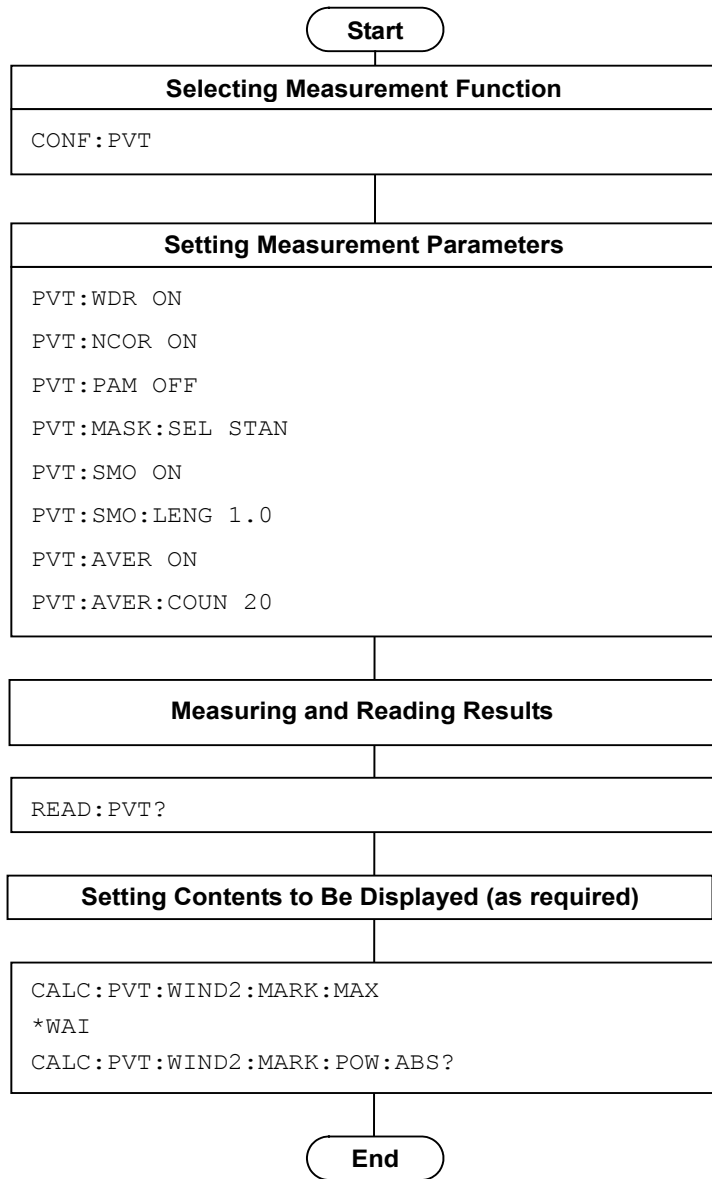 Start
Selecting Measurement Function
CONF:PVT
Setting Measurement Parameters
PVT:WDR ON
PVT:NCOR ON
PVT:PAM OFF
PVT:MASK:SEL STAN
PVT:SMO ON
PVT:SMO:LENG 1.0
PVT:AVER ON
PVT:AVER:COUN 20
Measuring and Reading Results
READ:PVT?
Setting Contents to Be Displayed (as required)
CALC:PVT:WIND2:MARK:MAX
*WAI
CALC:PVT:WIND2:MARK:POW:ABS?
End